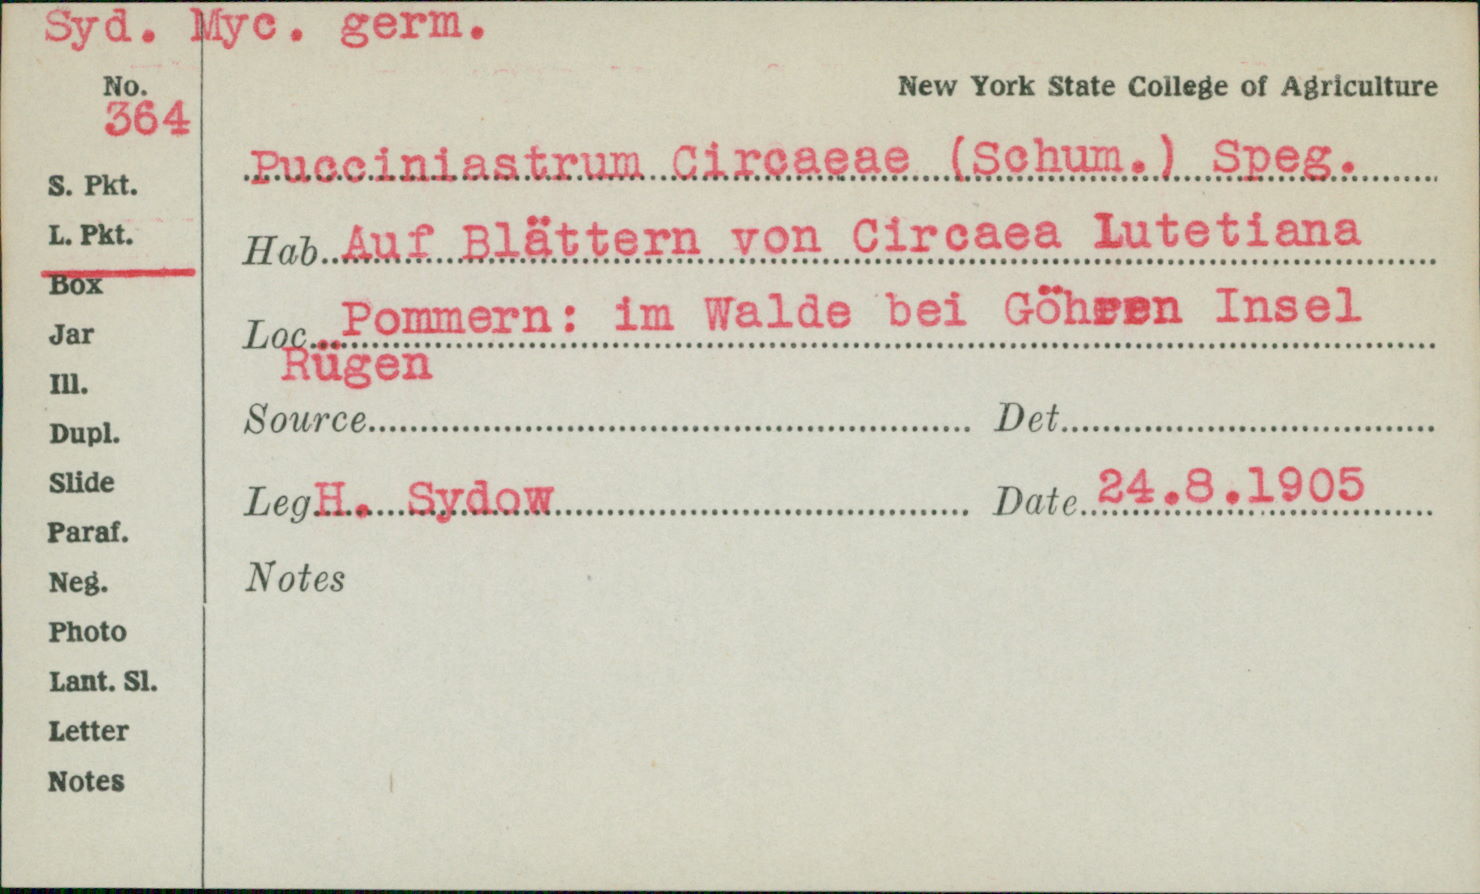 Syd. Myc. germ.
No.
364
New York State College of Agriculture
Pucciniastrum Circaeae (Schum.) Speg.
S. Pkt.
L. Pkt.
Hab. Auf Blättern von Circaea Lutetiana
Box
Loc. Pommern: im Walde bei Göhren Insel
Rügen
Jar
Ill.
Source Det.
Dupl.
Slide
Leg H. Sydow Date 24.8.1905
Paraf.
Neg.
Notes
Photo
Lant. Sl.
Letter
Notes